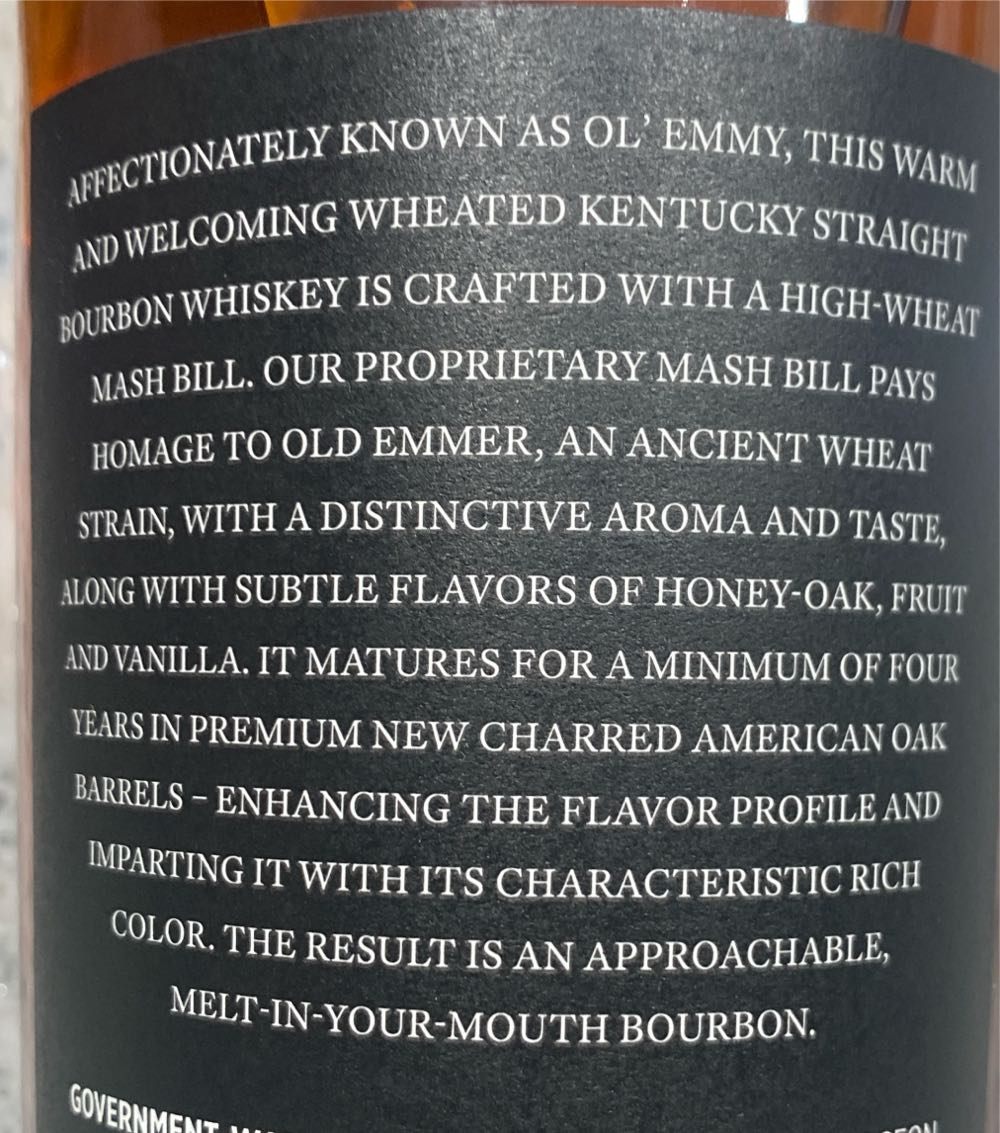 AFFECTIONATELY KNOWN AS OL’ EMMY, THIS WARM
AND WELCOMING WHEATED KENTUCKY STRAIGHT
BOURBON WHISKEY IS CRAFTED WITH A HIGH-WHEAT
MASH BILL. OUR PROPRIETARY MASH BILL PAYS
HOMAGE TO OLD EMMER, AN ANCIENT WHEAT
STRAIN, WITH A DISTINCTIVE AROMA AND TASTE,
ALONG WITH SUBTLE FLAVORS OF HONEY-OAK, FRUIT
AND VANILLA. IT MATURES FOR A MINIMUM OF FOUR
YEARS IN PREMIUM NEW CHARRED AMERICAN OAK
BARRELS – ENHANCING THE FLAVOR PROFILE AND
IMPARTING IT WITH ITS CHARACTERISTIC RICH
COLOR. THE RESULT IS AN APPROACHABLE,
MELT-IN-YOUR-MOUTH BOURBON.
GOVERNMENT